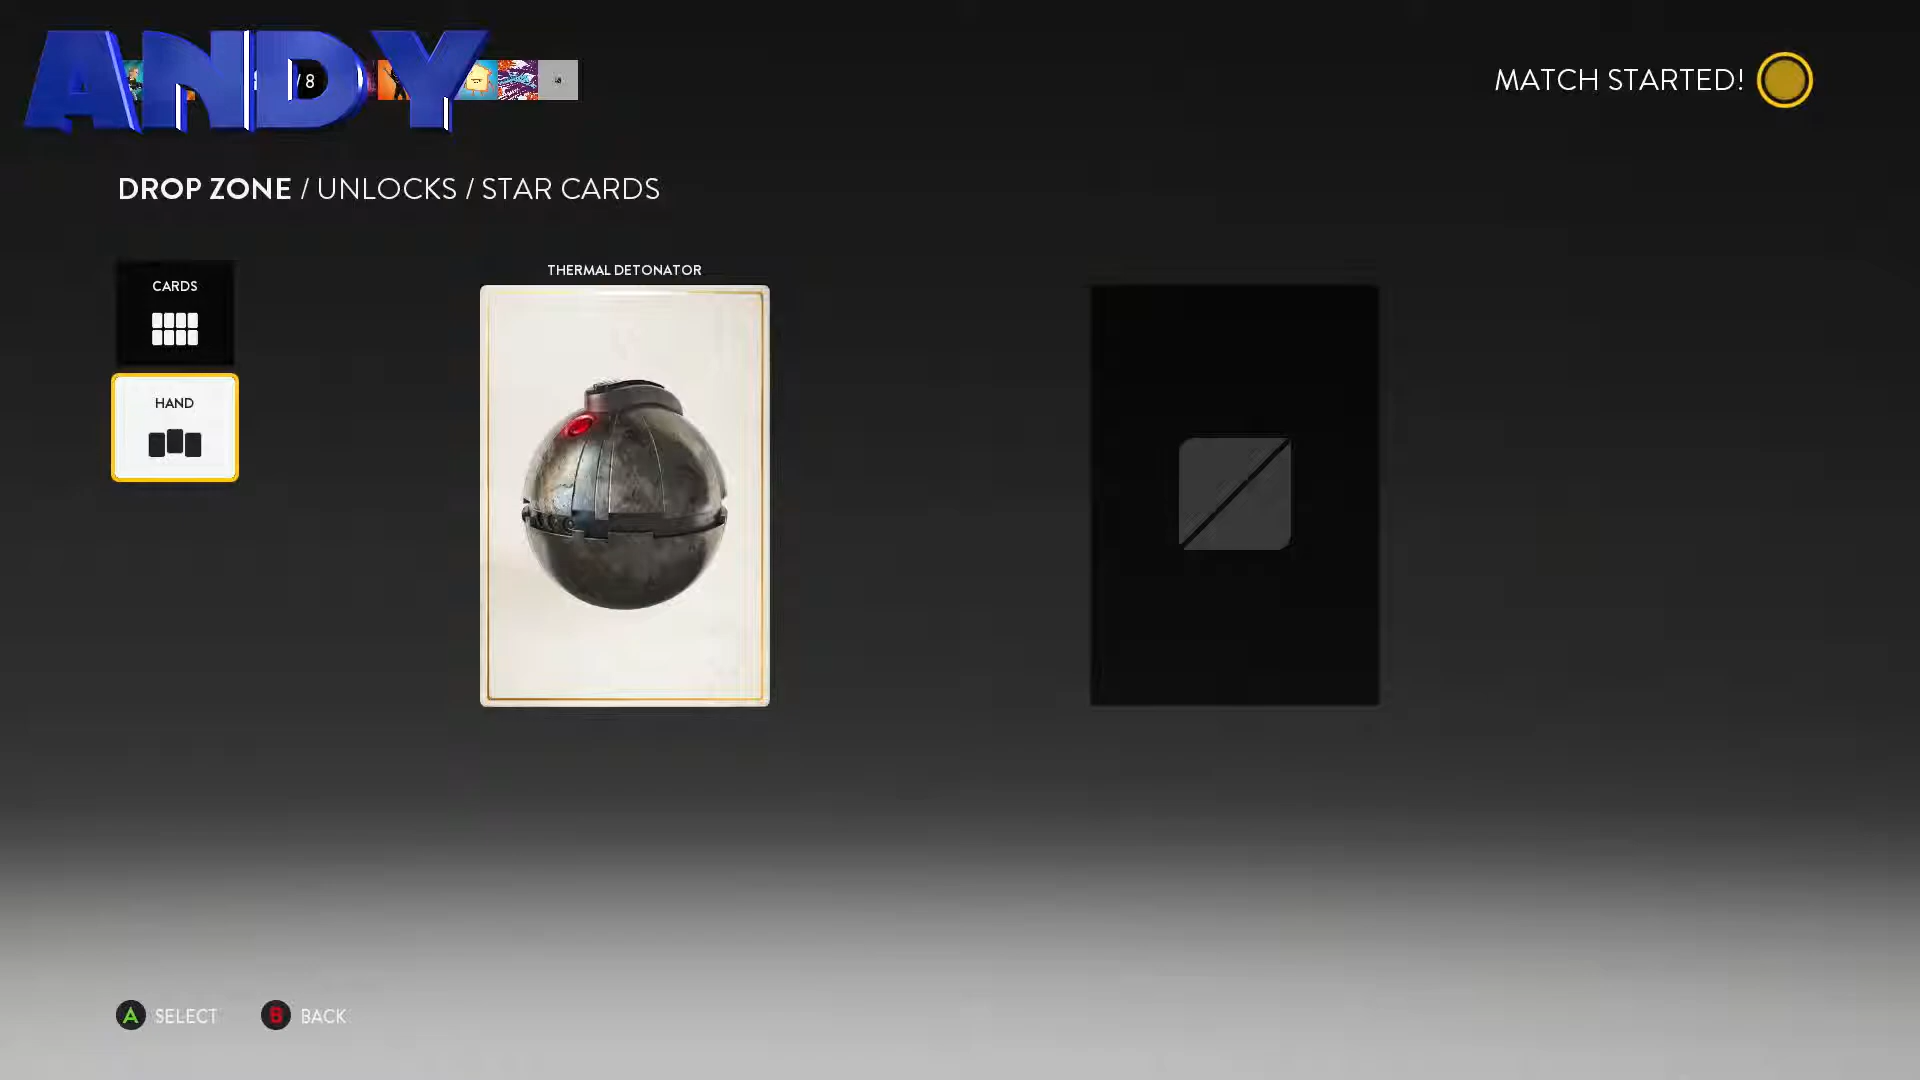 ANDY
/ 8
MATCH STARTED!
DROP ZONE / UNLOCKS / STAR CARDS
CARDS
THERMAL DETONATOR
HAND
A SELECT B BACK